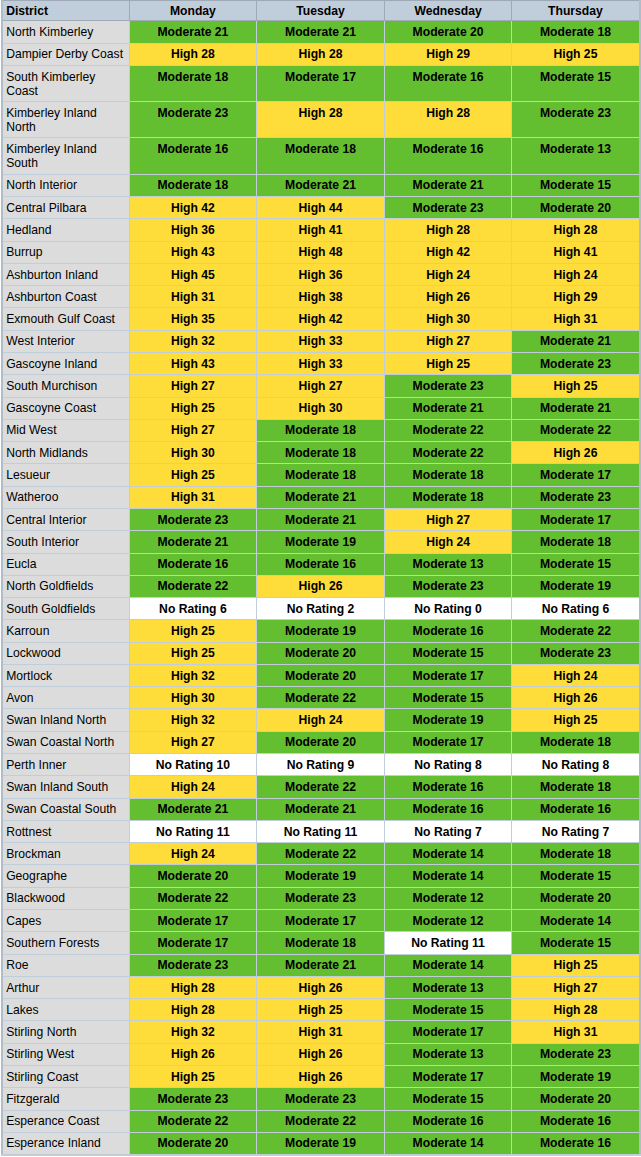 District Monday Tuesday Wednesday Thursday
North Kimberley Moderate 21 Moderate 21 Moderate 20 Moderate 18
Dampier Derby Coast High 28 High 28 High 29 High 25
South Kimberley Moderate 18 Moderate 17 Moderate 16 Moderate 15
Coast
Kimberley Inland Moderate 23 High 28 High 28 Moderate 23
North
Kimberley Inland Moderate 16 Moderate 18 Moderate 16 Moderate 13
South
North Interior Moderate 18 Moderate 21 Moderate 21 Moderate 15
Central Pilbara High 42 High 44 Moderate 23 Moderate 20
Hedland High 36 High 41 High 28 High 28
Burrup High 43 High 48 High 42 High 41
Ashburton Inland High 45 High 36 High 24 High 24
Ashburton Coast High 31 High 38 High 26 High 29
Exmouth Gulf Coast High 35 High 42 High 30 High 31
West Interior High 32 High 33 High 27 Moderate 21
Gascoyne Inland High 43 High 33 High 25 Moderate 23
South Murchison High 27 High 27 Moderate 23 High 25
Gascoyne Coast High 25 High 30 Moderate 21 Moderate 21
Mid West High 27 Moderate 18 Moderate 22 Moderate 22
North Midlands High 30 Moderate 18 Moderate 22 High 26
Lesueur High 25 Moderate 18 Moderate 18 Moderate 17
Watheroo High 31 Moderate 21 Moderate 18 Moderate 23
Central Interior Moderate 23 Moderate 21 High 27 Moderate 17
South Interior Moderate 21 Moderate 19 High 24 Moderate 18
Eucla Moderate 16 Moderate 16 Moderate 13 Moderate 15
North Goldfields Moderate 22 High 26 Moderate 23 Moderate 19
South Goldfields No Rating 6 No Rating 2 No Rating 0 No Rating 6
Karroun High 25 Moderate 19 Moderate 16 Moderate 22
Lockwood High 25 Moderate 20 Moderate 15 Moderate 23
Mortlock High 32 Moderate 20 Moderate 17 High 24
Avon High 30 Moderate 22 Moderate 15 High 26
Swan Inland North High 32 High 24 Moderate 19 High 25
Swan Coastal North High 27 Moderate 20 Moderate 17 Moderate 18
Perth Inner No Rating 10 No Rating 9 No Rating 8 No Rating 8
Swan Inland South High 24 Moderate 22 Moderate 16 Moderate 18
Swan Coastal South Moderate 21 Moderate 21 Moderate 16 Moderate 16
Rottnest No Rating 11 No Rating 11 No Rating 7 No Rating 7
Brockman High 24 Moderate 22 Moderate 14 Moderate 18
Geographe Moderate 20 Moderate 19 Moderate 14 Moderate 15
Blackwood Moderate 22 Moderate 23 Moderate 12 Moderate 20
Capes Moderate 17 Moderate 17 Moderate 12 Moderate 14
Southern Forests Moderate 17 Moderate 18 No Rating 11 Moderate 15
Roe Moderate 23 Moderate 21 Moderate 14 High 25
Arthur High 28 High 26 Moderate 13 High 27
Lakes High 28 High 25 Moderate 15 High 28
Stirling North High 32 High 31 Moderate 17 High 31
Stirling West High 26 High 26 Moderate 13 Moderate 23
Stirling Coast High 25 High 26 Moderate 17 Moderate 19
Fitzgerald Moderate 23 Moderate 23 Moderate 15 Moderate 20
Esperance Coast Moderate 22 Moderate 22 Moderate 16 Moderate 16
Esperance Inland Moderate 20 Moderate 19 Moderate 14 Moderate 16